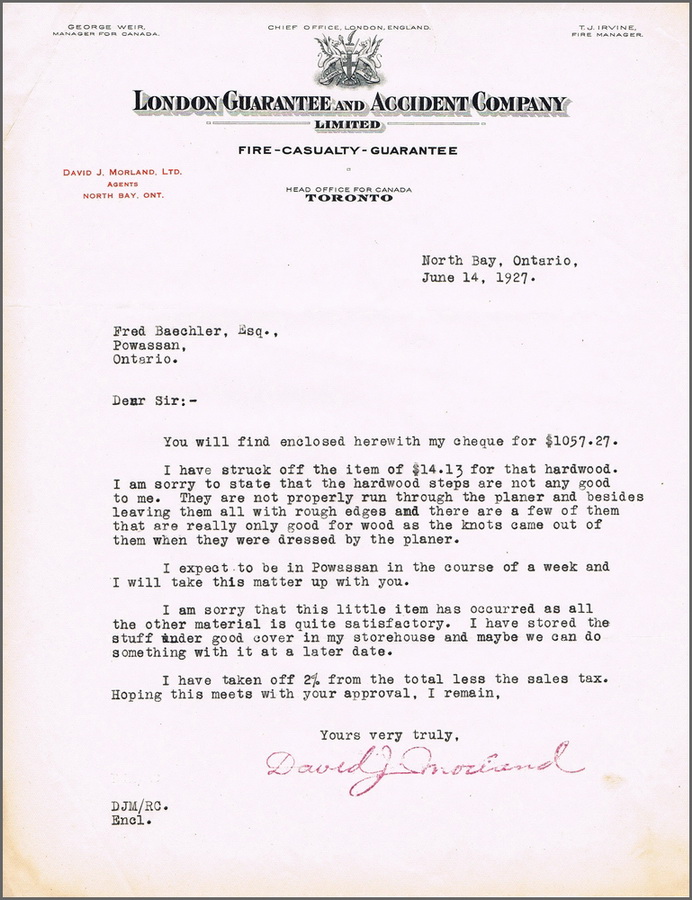 GEORGE WEIR,
MANAGER FOR CANADA.
CHIEF OFFICE, LONDON, ENGLAND.
T.J. IRVINE,
FIRE MANAGER.
LONDON GUARANTEE AND ACCIDENT COMPANY
LIMITED
FIRE-CASUALTY-GUARANTEE
DAVID J. MORLAND, LTD.
AGENTS
NORTH BAY, ONT.
HEAD OFFICE FOR CANADA
TORONTO
North Bay, Ontario,
June 14, 1927.
Fred Baechler, Esq.,
Powassan,
Ontario.
Dear Sir:-
You will find enclosed herewith my cheque for $1057.27.
I have struck off the item of $14.13 for that hardwood.
I am sorry to state that the hardwood steps are not any good
to me. They are not properly run through the planer and besides
leaving them all with rough edges and there are a few of them
that are really only good for wood as the knots came out of
them when they were dressed by the planer.
I expect to be in Powassan in the course of a week and
I will take this matter up with you.
I am sorry that this little item has occurred as all
the other material is quite satisfactory. I have stored the
stuff under good cover in my storehouse and maybe we can do
something with it at a later date.
I have taken off 2% from the total less the sales tax.
Hoping this meets with your approval, I remain,
Yours very truly,
David J. Morland
DJM/RC.
Encl.